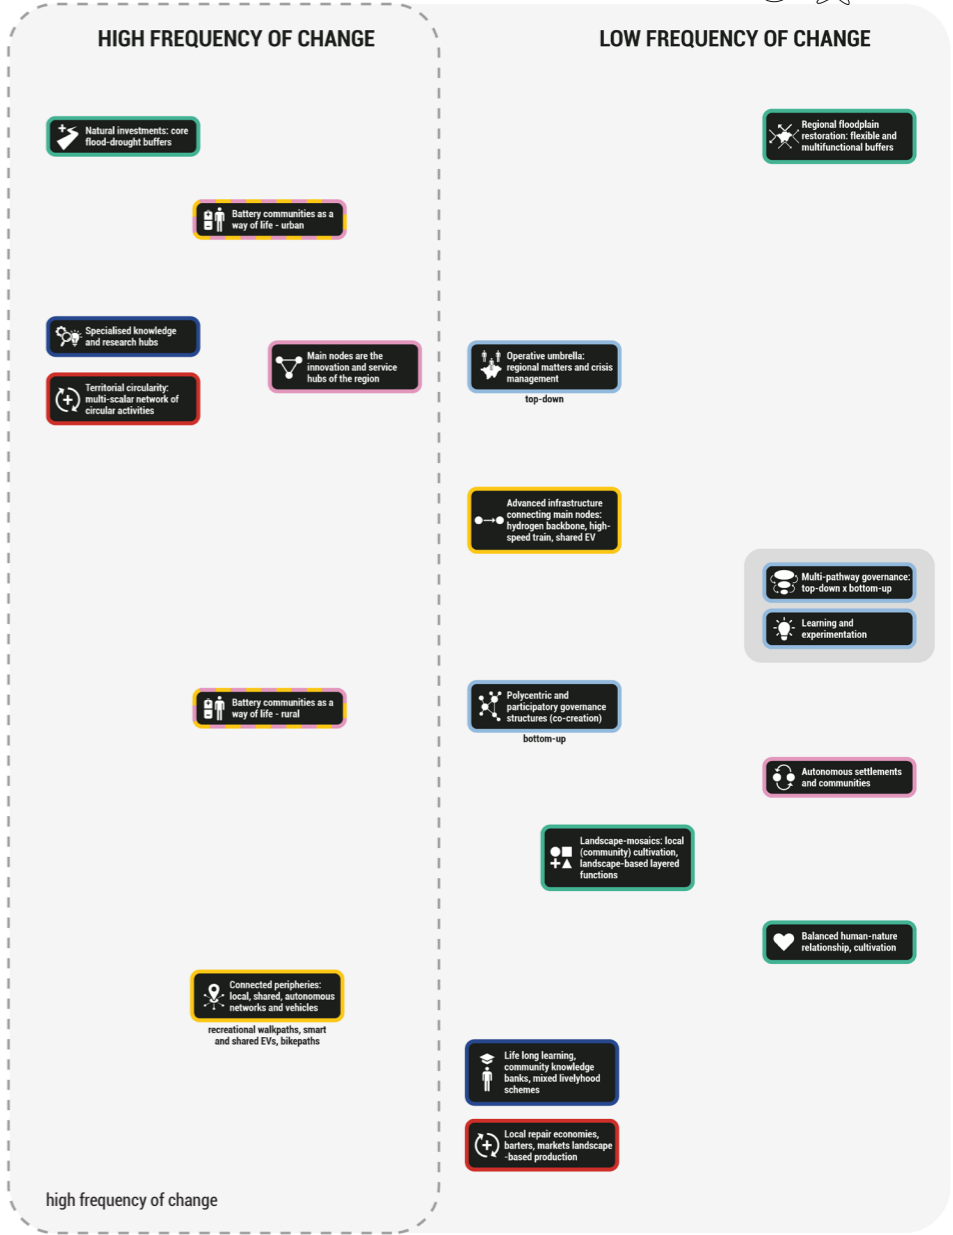 HIGH FREQUENCY OF CHANGE
LOW FREQUENCY OF CHANGE
Natural investments: core
flood-drought buffers
Regional floodplain
restoration: flexible and
multifunctional buffers
Battery communities as a
way of life - urban
Specialised knowledge
and research hubs
Main nodes are the
innovation and service
hubs of the region
Operative umbrella:
regional matters and crisis
management
top-down
Territorial circularity:
multi-scalar network of
circular activities
Advanced infrastructure
connecting main nodes:
hydrogen backbone, high-
speed train, shared EV
Multi-pathway governance:
top-down x bottom-up
Learning and
experimentation
Battery communities as a
way of life - rural
Polycentric and
participatory governance
structures (co-creation)
bottom-up
Autonomous settlements
and communities
Landscape-mosaics: local
(community) cultivation,
landscape-based layered
functions
Balanced human-nature
relationship, cultivation
Connected peripheries:
local, shared, autonomous
networks and vehicles
recreational walkpaths, smart
and shared EVs, bikepaths
Life long learning,
community knowledge
banks, mixed livelyhood
schemes
Local repair economies,
barters, markets landscape
-based production
high frequency of change